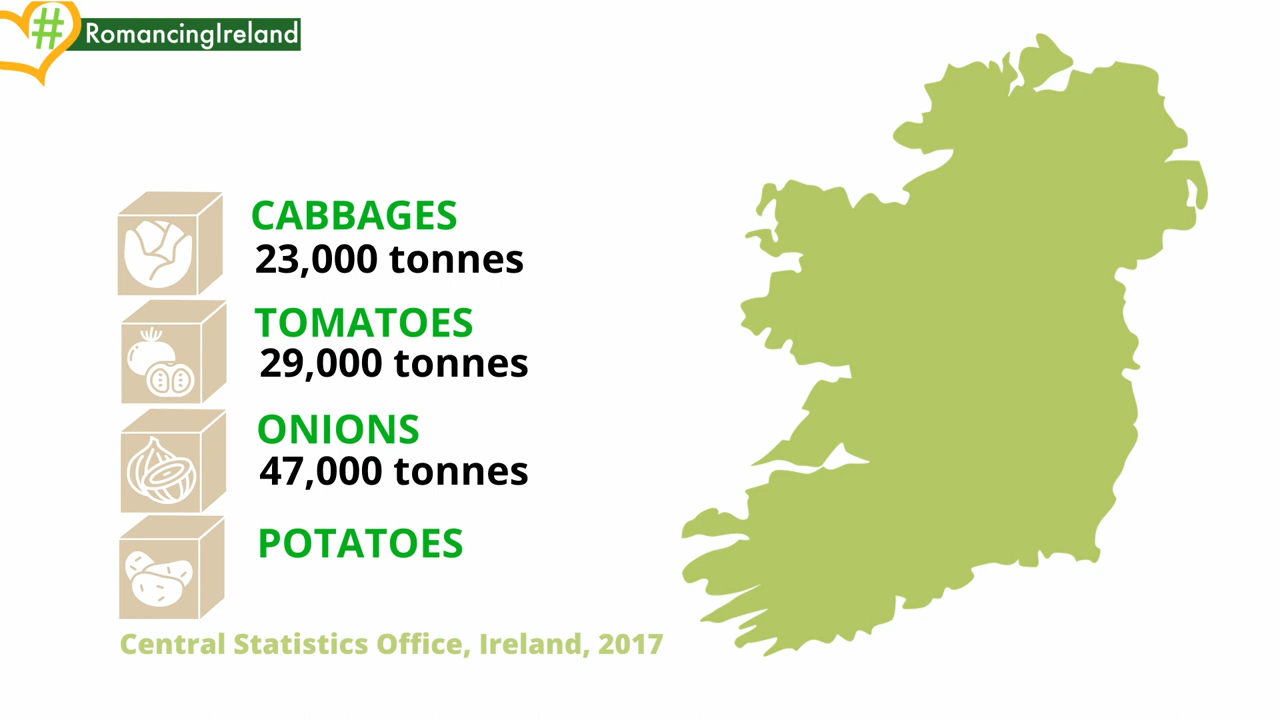 #RomancingIreland
CABBAGES
23,000 tonnes
TOMATOES
29,000 tonnes
ONIONS
47,000 tonnes
POTATOES
Central Statistics Office, Ireland, 2017